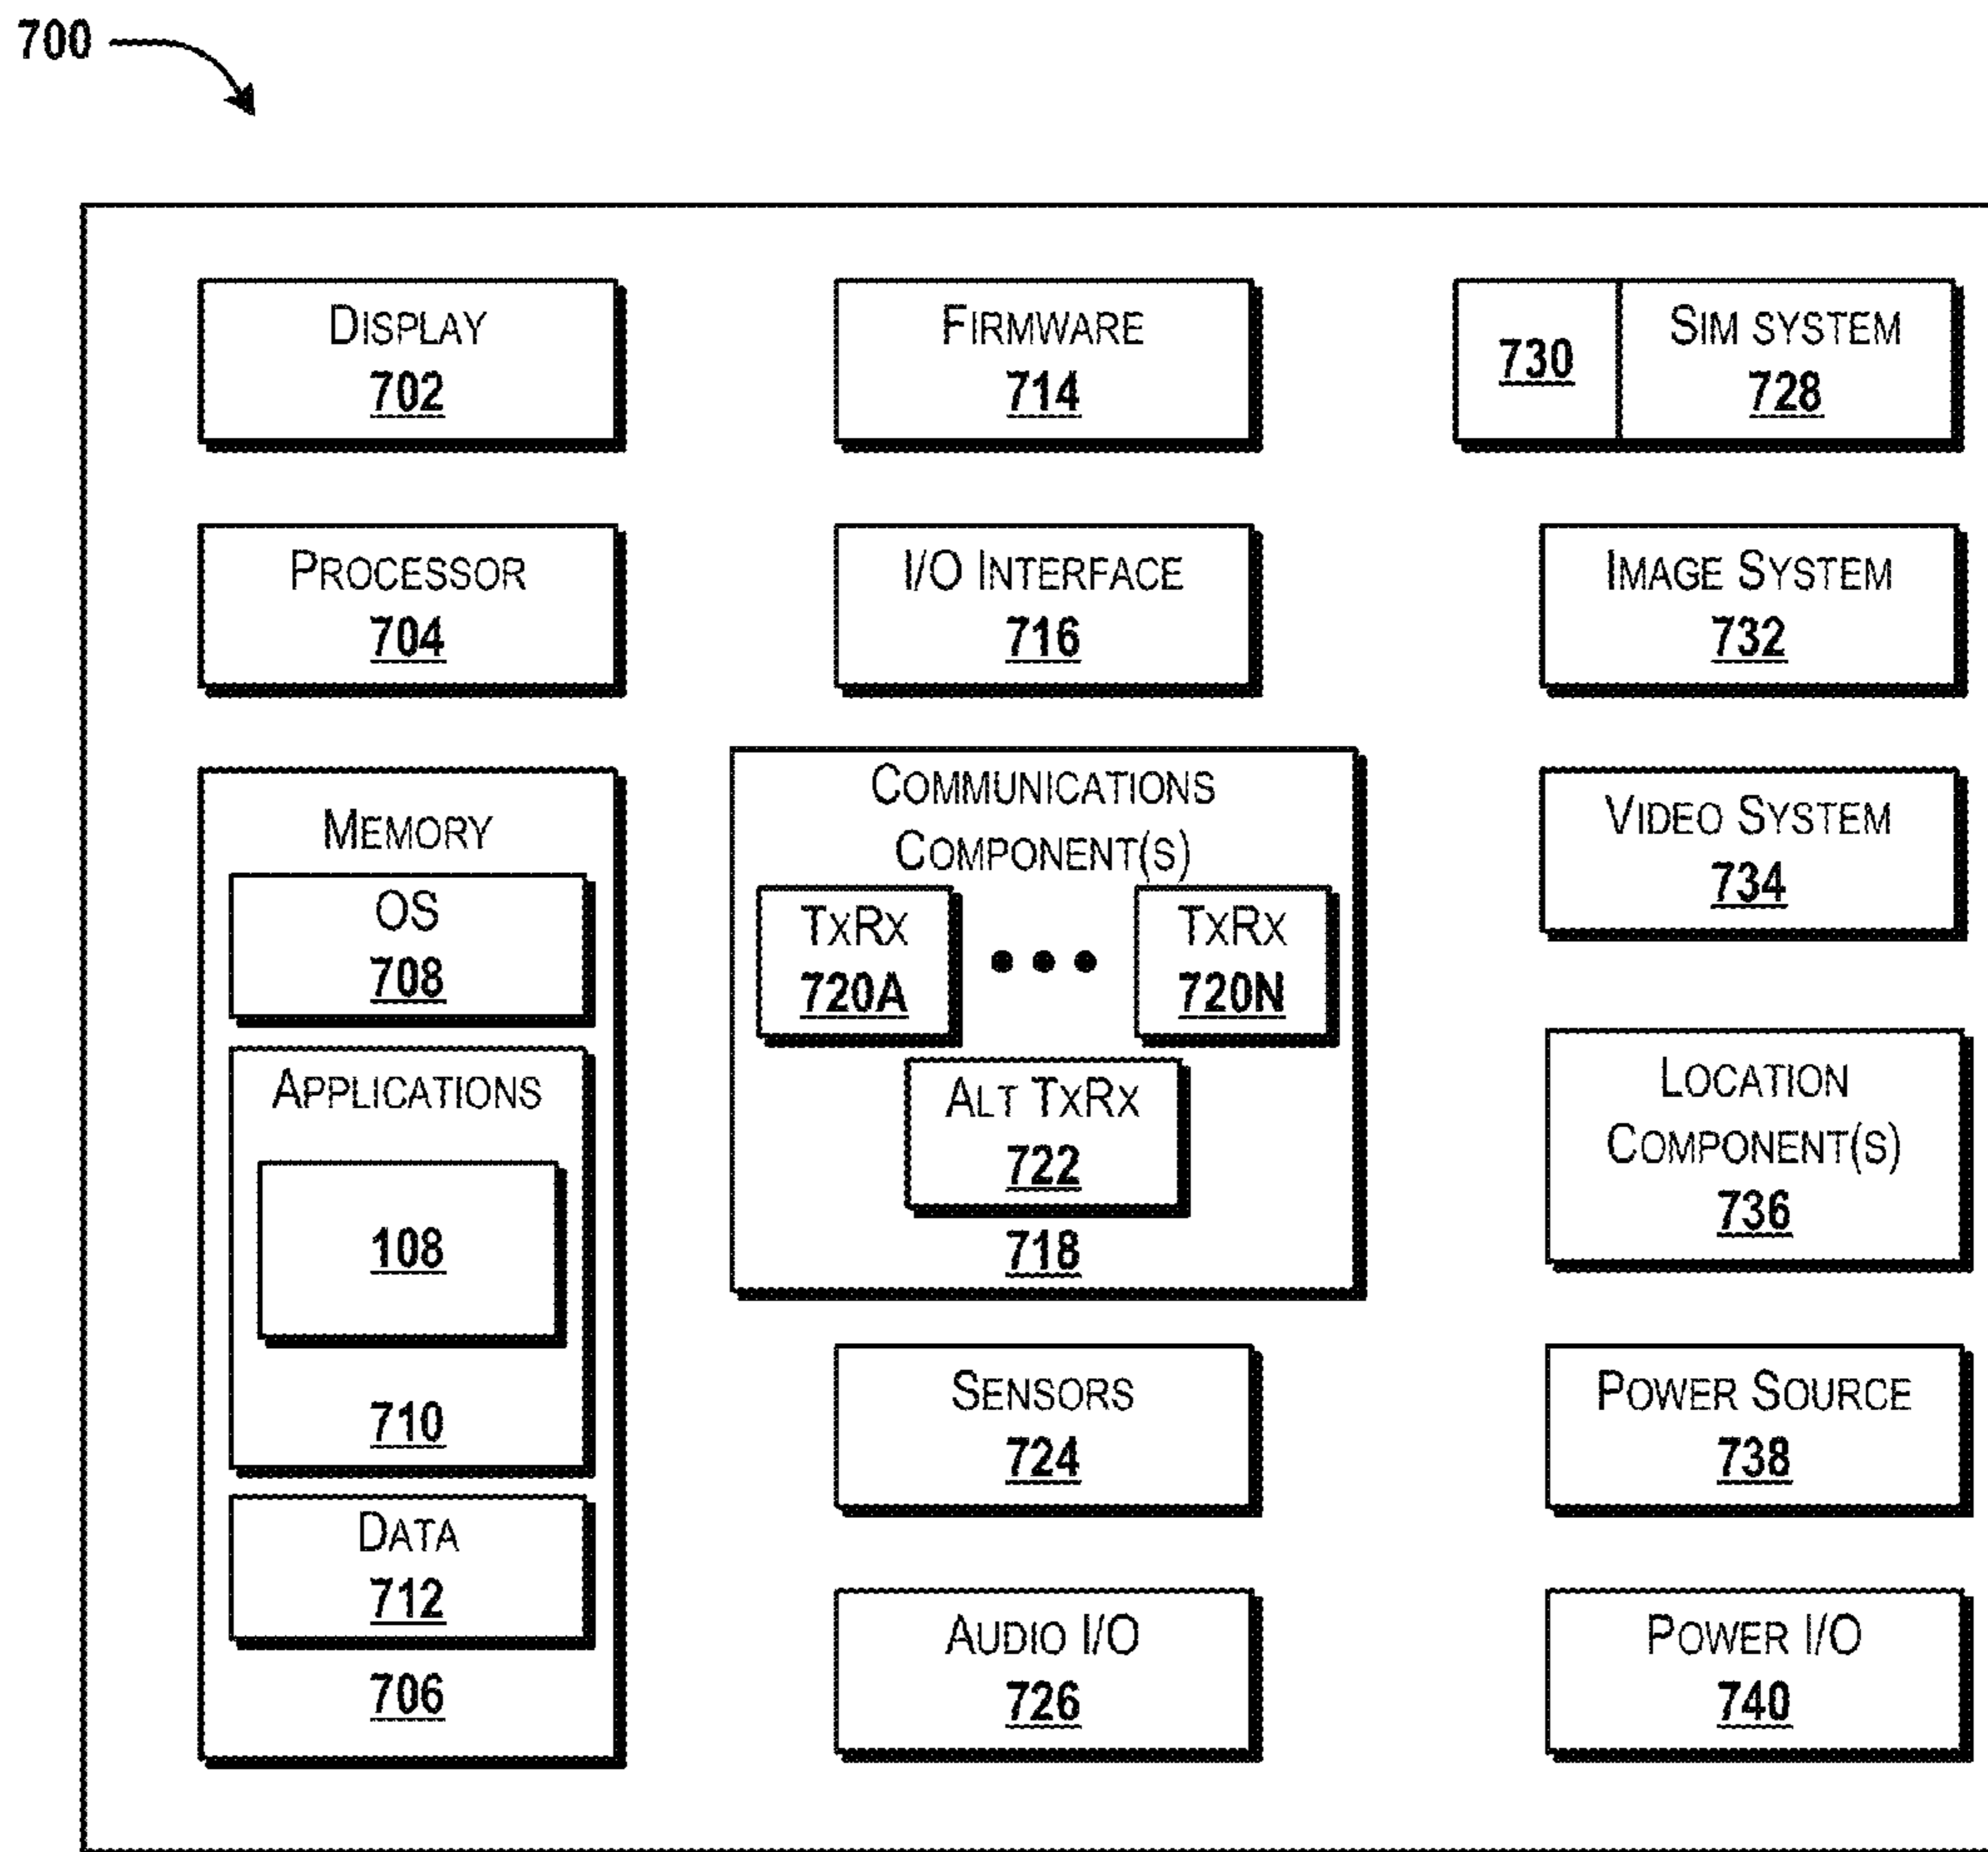 700
DISPLAY
702
FIRMWARE
714
730
SIM SYSTEM
728
PROCESSOR
704
I/O INTERFACE
716
IMAGE SYSTEM
732
MEMORY
OS
708
APPLICATIONS
108
710
DATA
712
706
COMMUNICATIONS
COMPONENT(S)
TXRX
720A
TXRX
720N
ALT TXRX
722
718
VIDEO SYSTEM
734
LOCATION
COMPONENT(S)
736
SENSORS
724
POWER SOURCE
738
AUDIO I/O
726
POWER I/O
740